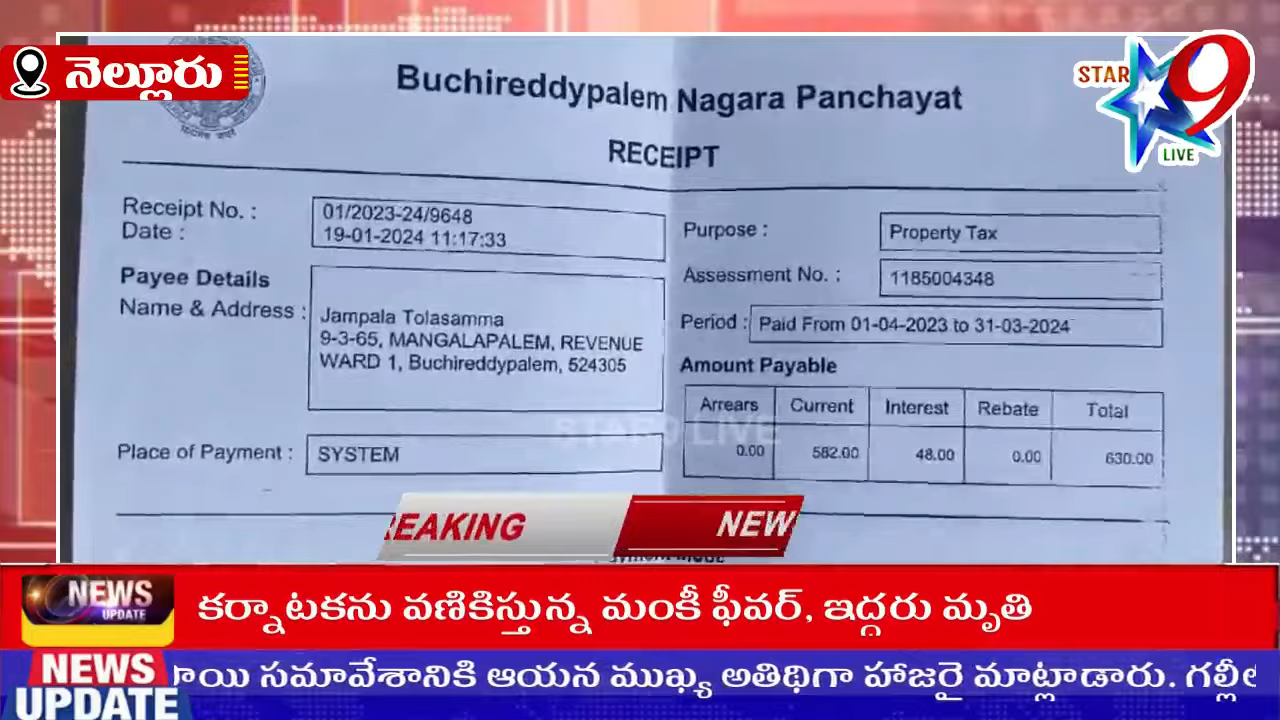 నెల్లూరు
STAR 9 LIVE
Buchireddypalem Nagara Panchayat
RECEIPT
Receipt No. : 01/2023-24/9648
Date : 19-01-2024 11:17:33
Purpose : Property Tax
Assessment No. : 1185004348
Payee Details
Name & Address :
Jampala Tolasamma
9-3-65, MANGALAPALEM, REVENUE
WARD 1, Buchireddypalem, 524305
Period : Paid From 01-04-2023 to 31-03-2024
Amount Payable
Arrears Current Interest Rebate Total
0.00 582.00 48.00 0.00 630.00
STAR9 LIVE
Place of Payment : SYSTEM
REAKING NEW
NEWS
UPDATE
కర్నాటకను వణికిస్తున్న మంకీ ఫీవర్, ఇద్దరు మృతి
NEWS
UPDATE
సమావేశానికి ఆయన ముఖ్య అతిథిగా హాజరై మాట్లాడారు.